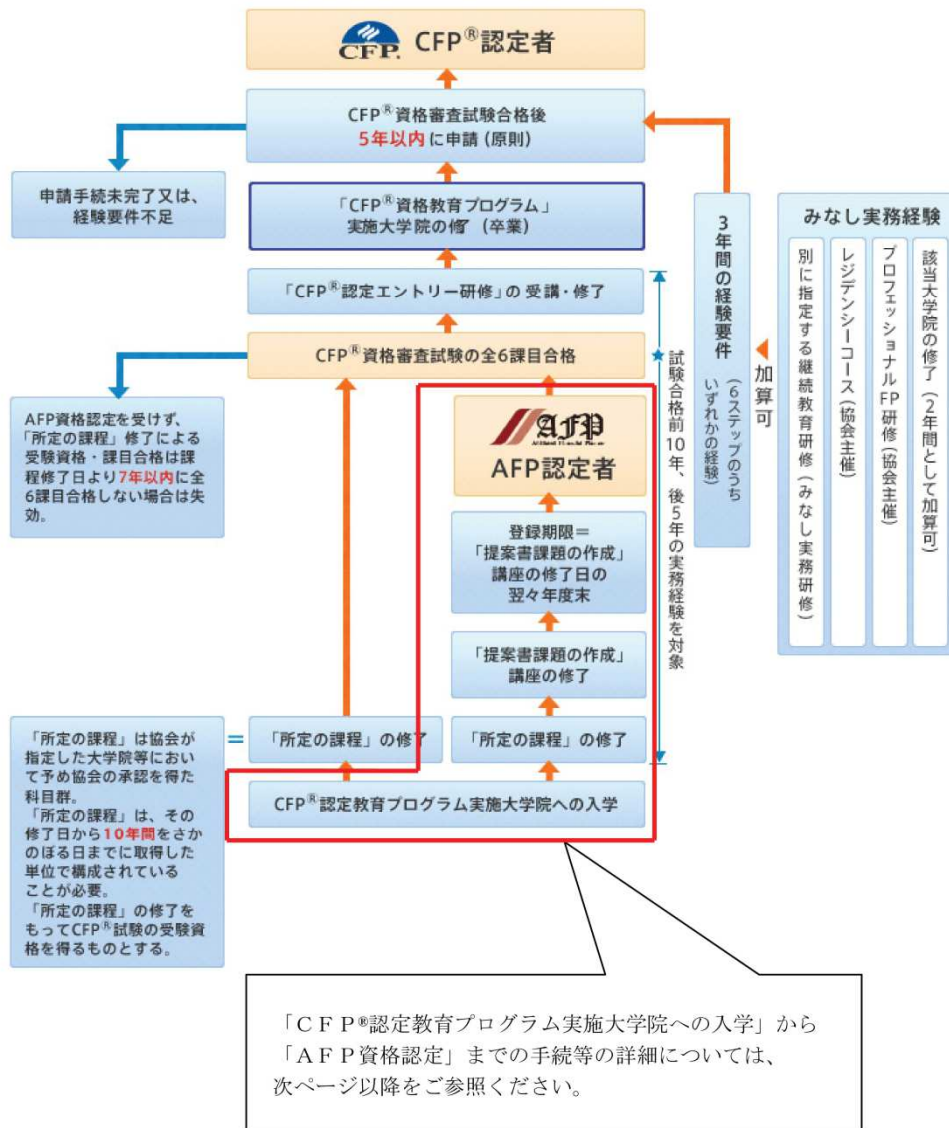 CFP. CFP®認定者
CFP®資格審査試験合格後
5年以内に申請(原則)
申請手続未完了又は、
経験要件不足
「CFP®資格教育プログラム」
実施大学院の修了 (卒業)
「CFP®認定エントリー研修」の 受講・修了
CFP®資格審査試験の全6課目合格
AFP資格認定を受けず、
「所定の課程」修了による
受験資格・課目合格は課
程修了日より7年以内に全
6課目合格しない場合は失
効。
AFP
AFP認定者
登録期限=
「提案書課題の作成」
講座の修了日の
翌々年度末
「提案書課題の作成」
講座の修了
「所定の課程」は協会が
指定した大学院等におい
て予め協会の承認を得た
科目群。
「所定の課程」は、その
修了日から10年間をさか
のぼる日までに取得した
単位で構成されている
ことが必要。
「所定の課程」の修了を
もってCFP®試験の受験資
格を得るものとする。
=
「所定の課程」の修了
「所定の課程」の修了
CFP®認定教育プログラム実施大学院への入学
★試験合格前10年、後5年の実務経験を対象
3年間の経験要件
(6ステップのうち
いずれかの経験)
加算可
みなし実務経験
該当大学院の修了(2年間として加算可)
プロフェッショナルFP研修(協会主催)
レジデンシーコース(協会主催)
別に指定する継続教育研修(みなし実務研修)
「CFP®認定教育プログラム実施大学院への入学」から
「AFP資格認定」までの手続等の詳細については、
次ページ以降をご参照ください。